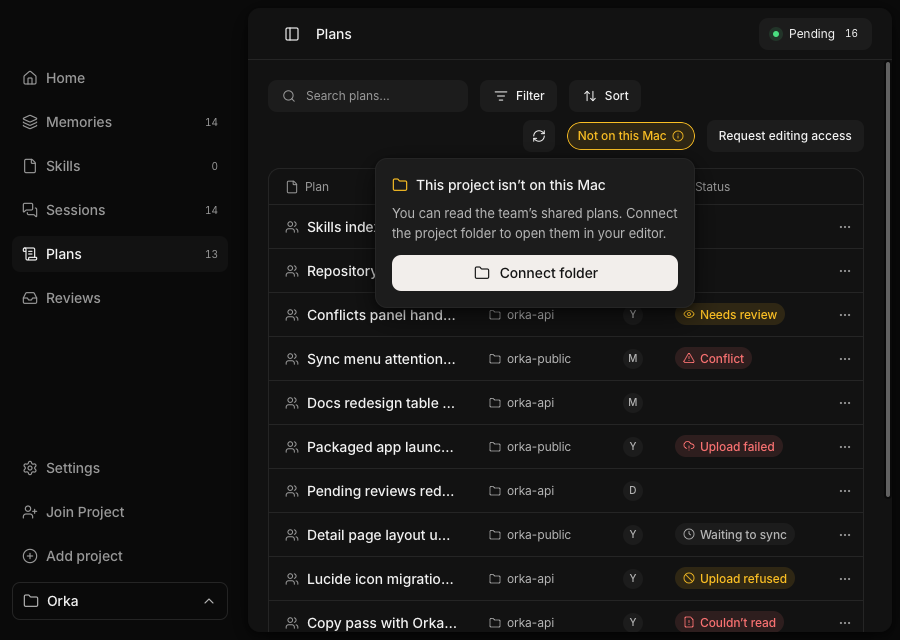 Home
Memories 14
Skills 0
Sessions 14
Plans 13
Reviews
Settings
Join Project
Add project
Orka
Plans
Pending 16
Search plans...
Filter
Sort
Not on this Mac
Request editing access
Plan
Status
This project isn’t on this Mac
You can read the team’s shared plans. Connect
the project folder to open them in your editor.
Connect folder
Skills inde
Repository
Conflicts panel hand... orka-api Y Needs review
Sync menu attention... orka-public M Conflict
Docs redesign table ... orka-api M
Packaged app launc... orka-public Y Upload failed
Pending reviews red... orka-api D
Detail page layout u... orka-public Y Waiting to sync
Lucide icon migratio... orka-api Y Upload refused
Copy pass with Orka... orka-public Y Couldn’t read